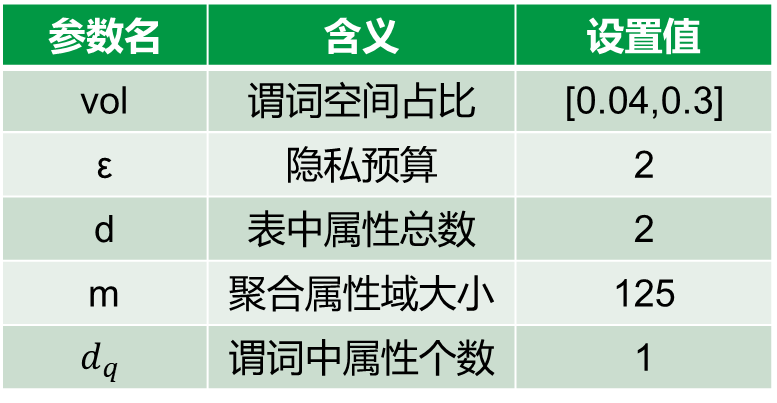 参数名 含义 设置值
vol 谓词空间占比 [0.04,0.3]
ε 隐私预算 2
d 表中属性总数 2
m 聚合属性域大小 125
d_q 谓词中属性个数 1